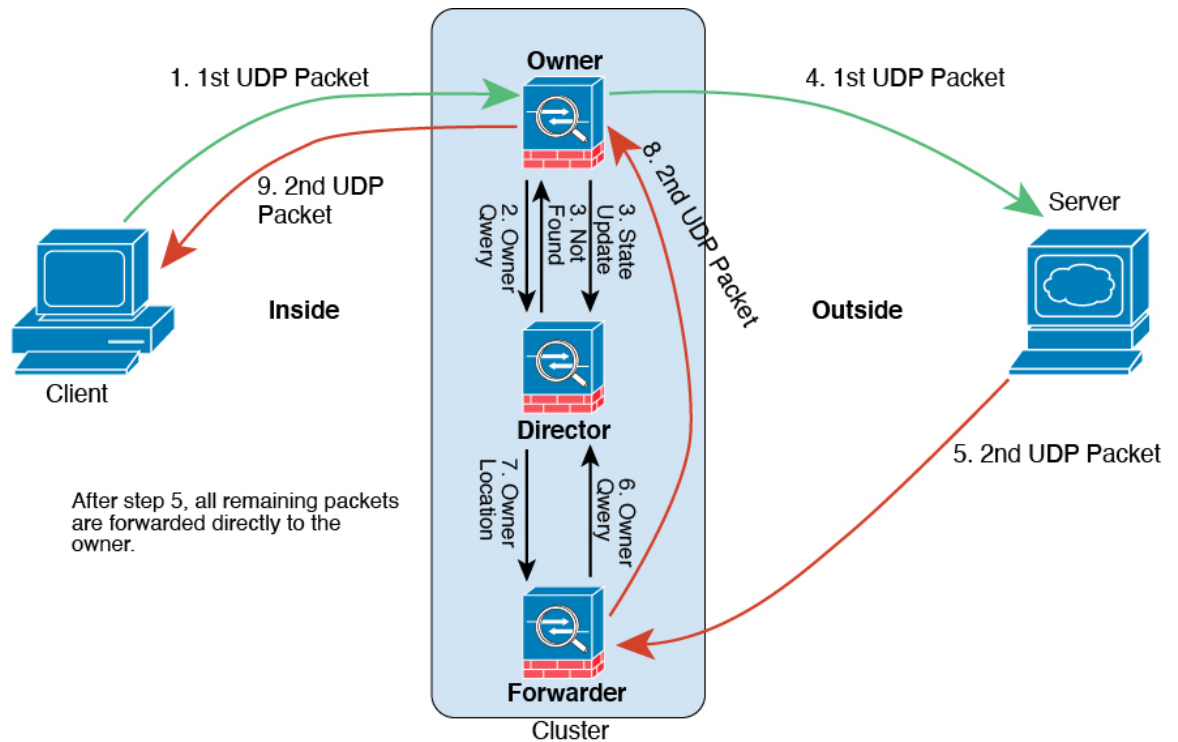 Owner
1. 1st UDP Packet
4. 1st UDP Packet
9. 2nd UDP
Packet
2. Owner
Qwery
3. Not
Found
3. State
Update
8. 2nd UDP Packet
Server
Inside
Outside
Client
Director
5. 2nd UDP Packet
7. Owner
Location
6. Owner
Qwery
After step 5, all remaining packets
are forwarded directly to the
owner.
Forwarder
Cluster